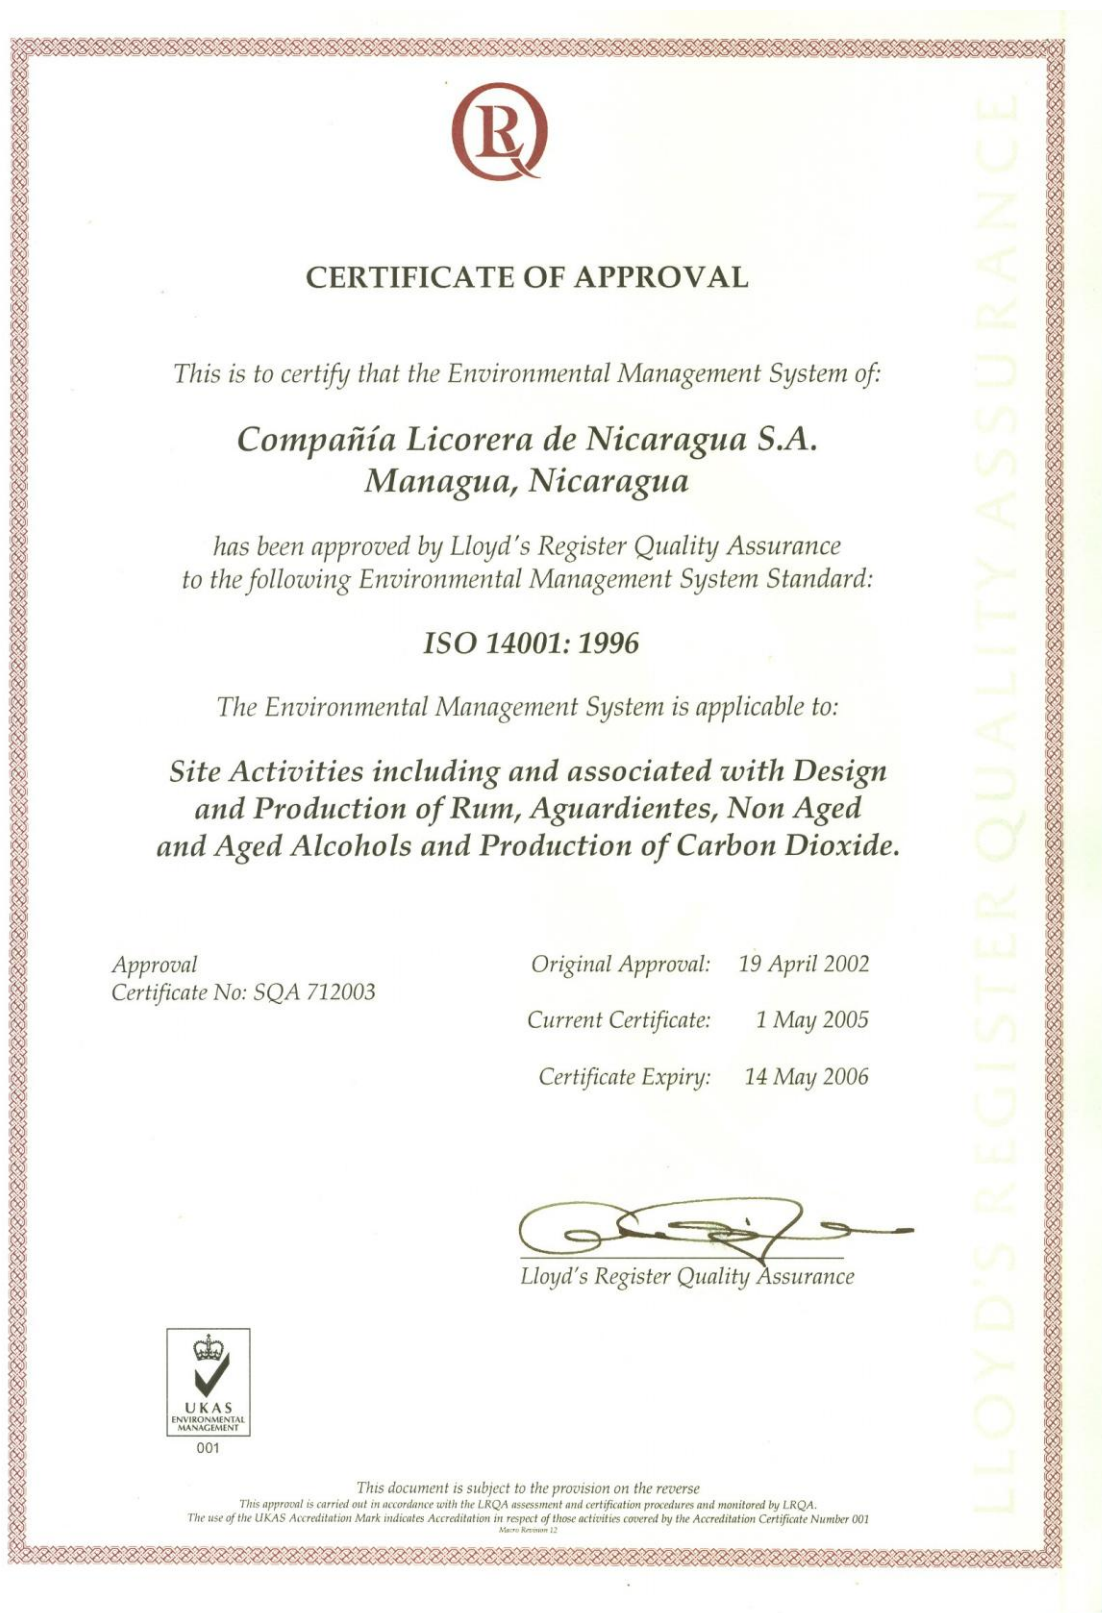 LRQ
CERTIFICATE OF APPROVAL
This is to certify that the Environmental Management System of:
Compañía Licorera de Nicaragua S.A.
Managua, Nicaragua
has been approved by Lloyd's Register Quality Assurance
to the following Environmental Management System Standard:
ISO 14001: 1996
The Environmental Management System is applicable to:
Site Activities including and associated with Design
and Production of Rum, Aguardientes, Non Aged
and Aged Alcohols and Production of Carbon Dioxide.
Approval
Certificate No: SQA 712003
Original Approval: 19 April 2002
Current Certificate: 1 May 2005
Certificate Expiry: 14 May 2006
Lloyd's Register Quality Assurance
UKAS
ENVIRONMENTAL
MANAGEMENT
001
This document is subject to the provision on the reverse
This approval is carried out in accordance with the LRQA assessment and certification procedures and monitored by LRQA.
The use of the UKAS Accreditation Mark indicates Accreditation in respect of those activities covered by the Accreditation Certificate Number 001
Macro Revision 12
LLOYD'S REGISTER QUALITY ASSURANCE